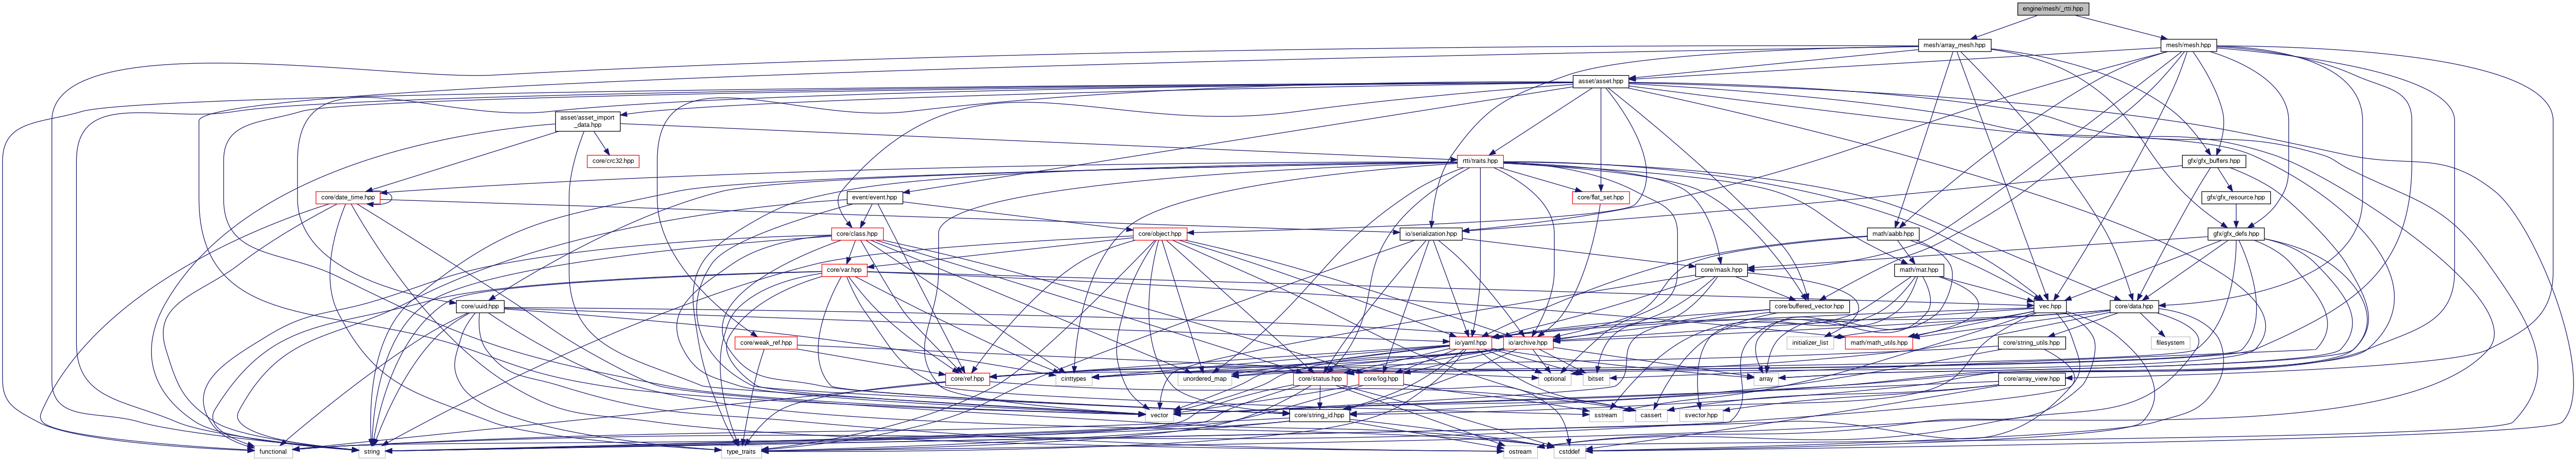 engine/mesh/_rtti.hpp
mesh/array_mesh.hpp
mesh/mesh.hpp
asset/asset.hpp
asset/asset_import
_data.hpp
core/crc32.hpp
rtti/traits.hpp
gfx/gfx_buffers.hpp
core/date_time.hpp
event/event.hpp
core/flat_set.hpp
gfx/gfx_resource.hpp
core/class.hpp
core/object.hpp
io/serialization.hpp
math/aabb.hpp
gfx/gfx_defs.hpp
core/var.hpp
core/mask.hpp
math/mat.hpp
core/uuid.hpp
core/buffered_vector.hpp
vec.hpp
core/data.hpp
core/weak_ref.hpp
io/yaml.hpp
io/archive.hpp
initializer_list
math/math_utils.hpp
core/string_utils.hpp
filesystem
core/ref.hpp
cinttypes
unordered_map
core/status.hpp
core/log.hpp
optional
bitset
array
core/array_view.hpp
vector
core/string_id.hpp
sstream
cassert
svector.hpp
functional
string
type_traits
ostream
cstddef